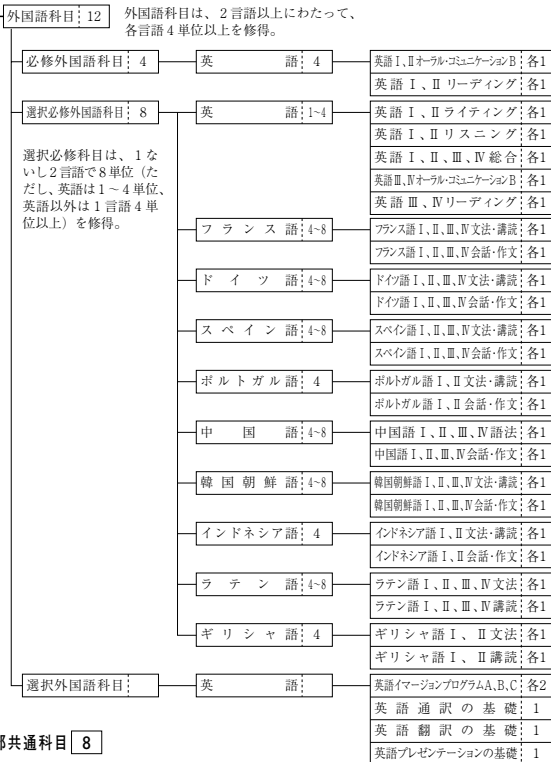 外国語科目 12
外国語科目は、2言語以上にわたって、
各言語4単位以上を修得。
必修外国語科目 4
英語 4
英語Ⅰ、Ⅱオーラル・コミュニケーションB 各1
英語Ⅰ、Ⅱリーディング 各1
選択必修外国語科目 8
選択必修科目は、1な
いし2言語で8単位（た
だし、英語は1～4単位、
英語以外は1言語4単
位以上）を修得。
英語 1~4
英語Ⅰ、Ⅱライティング 各1
英語Ⅰ、Ⅱリスニング 各1
英語Ⅰ、Ⅱ、Ⅲ、Ⅳ総合 各1
英語Ⅲ、Ⅳオーラル・コミュニケーションB 各1
英語Ⅲ、Ⅳリーディング 各1
フランス語 4~8
フランス語Ⅰ、Ⅱ、Ⅲ、Ⅳ文法・講読 各1
フランス語Ⅰ、Ⅱ、Ⅲ、Ⅳ会話・作文 各1
ドイツ語 4~8
ドイツ語Ⅰ、Ⅱ、Ⅲ、Ⅳ文法・講読 各1
ドイツ語Ⅰ、Ⅱ、Ⅲ、Ⅳ会話・作文 各1
スペイン語 4~8
スペイン語Ⅰ、Ⅱ、Ⅲ、Ⅳ文法・講読 各1
スペイン語Ⅰ、Ⅱ、Ⅲ、Ⅳ会話・作文 各1
ポルトガル語 4
ポルトガル語Ⅰ、Ⅱ文法・講読 各1
ポルトガル語Ⅰ、Ⅱ会話・作文 各1
中国語 4~8
中国語Ⅰ、Ⅱ、Ⅲ、Ⅳ語法 各1
中国語Ⅰ、Ⅱ、Ⅲ、Ⅳ会話・作文 各1
韓国朝鮮語 4~8
韓国朝鮮語Ⅰ、Ⅱ、Ⅲ、Ⅳ文法・講読 各1
韓国朝鮮語Ⅰ、Ⅱ、Ⅲ、Ⅳ会話・作文 各1
インドネシア語 4
インドネシア語Ⅰ、Ⅱ文法・講読 各1
インドネシア語Ⅰ、Ⅱ会話・作文 各1
ラテン語 4~8
ラテン語Ⅰ、Ⅱ、Ⅲ、Ⅳ文法 各1
ラテン語Ⅰ、Ⅱ、Ⅲ、Ⅳ講読 各1
ギリシャ語 4
ギリシャ語Ⅰ、Ⅱ文法 各1
ギリシャ語Ⅰ、Ⅱ講読 各1
選択外国語科目
英語
英語イマージョンプログラムA、B、C 各2
英語通訳の基礎 1
英語翻訳の基礎 1
英語プレゼンテーションの基礎 1
部共通科目 8